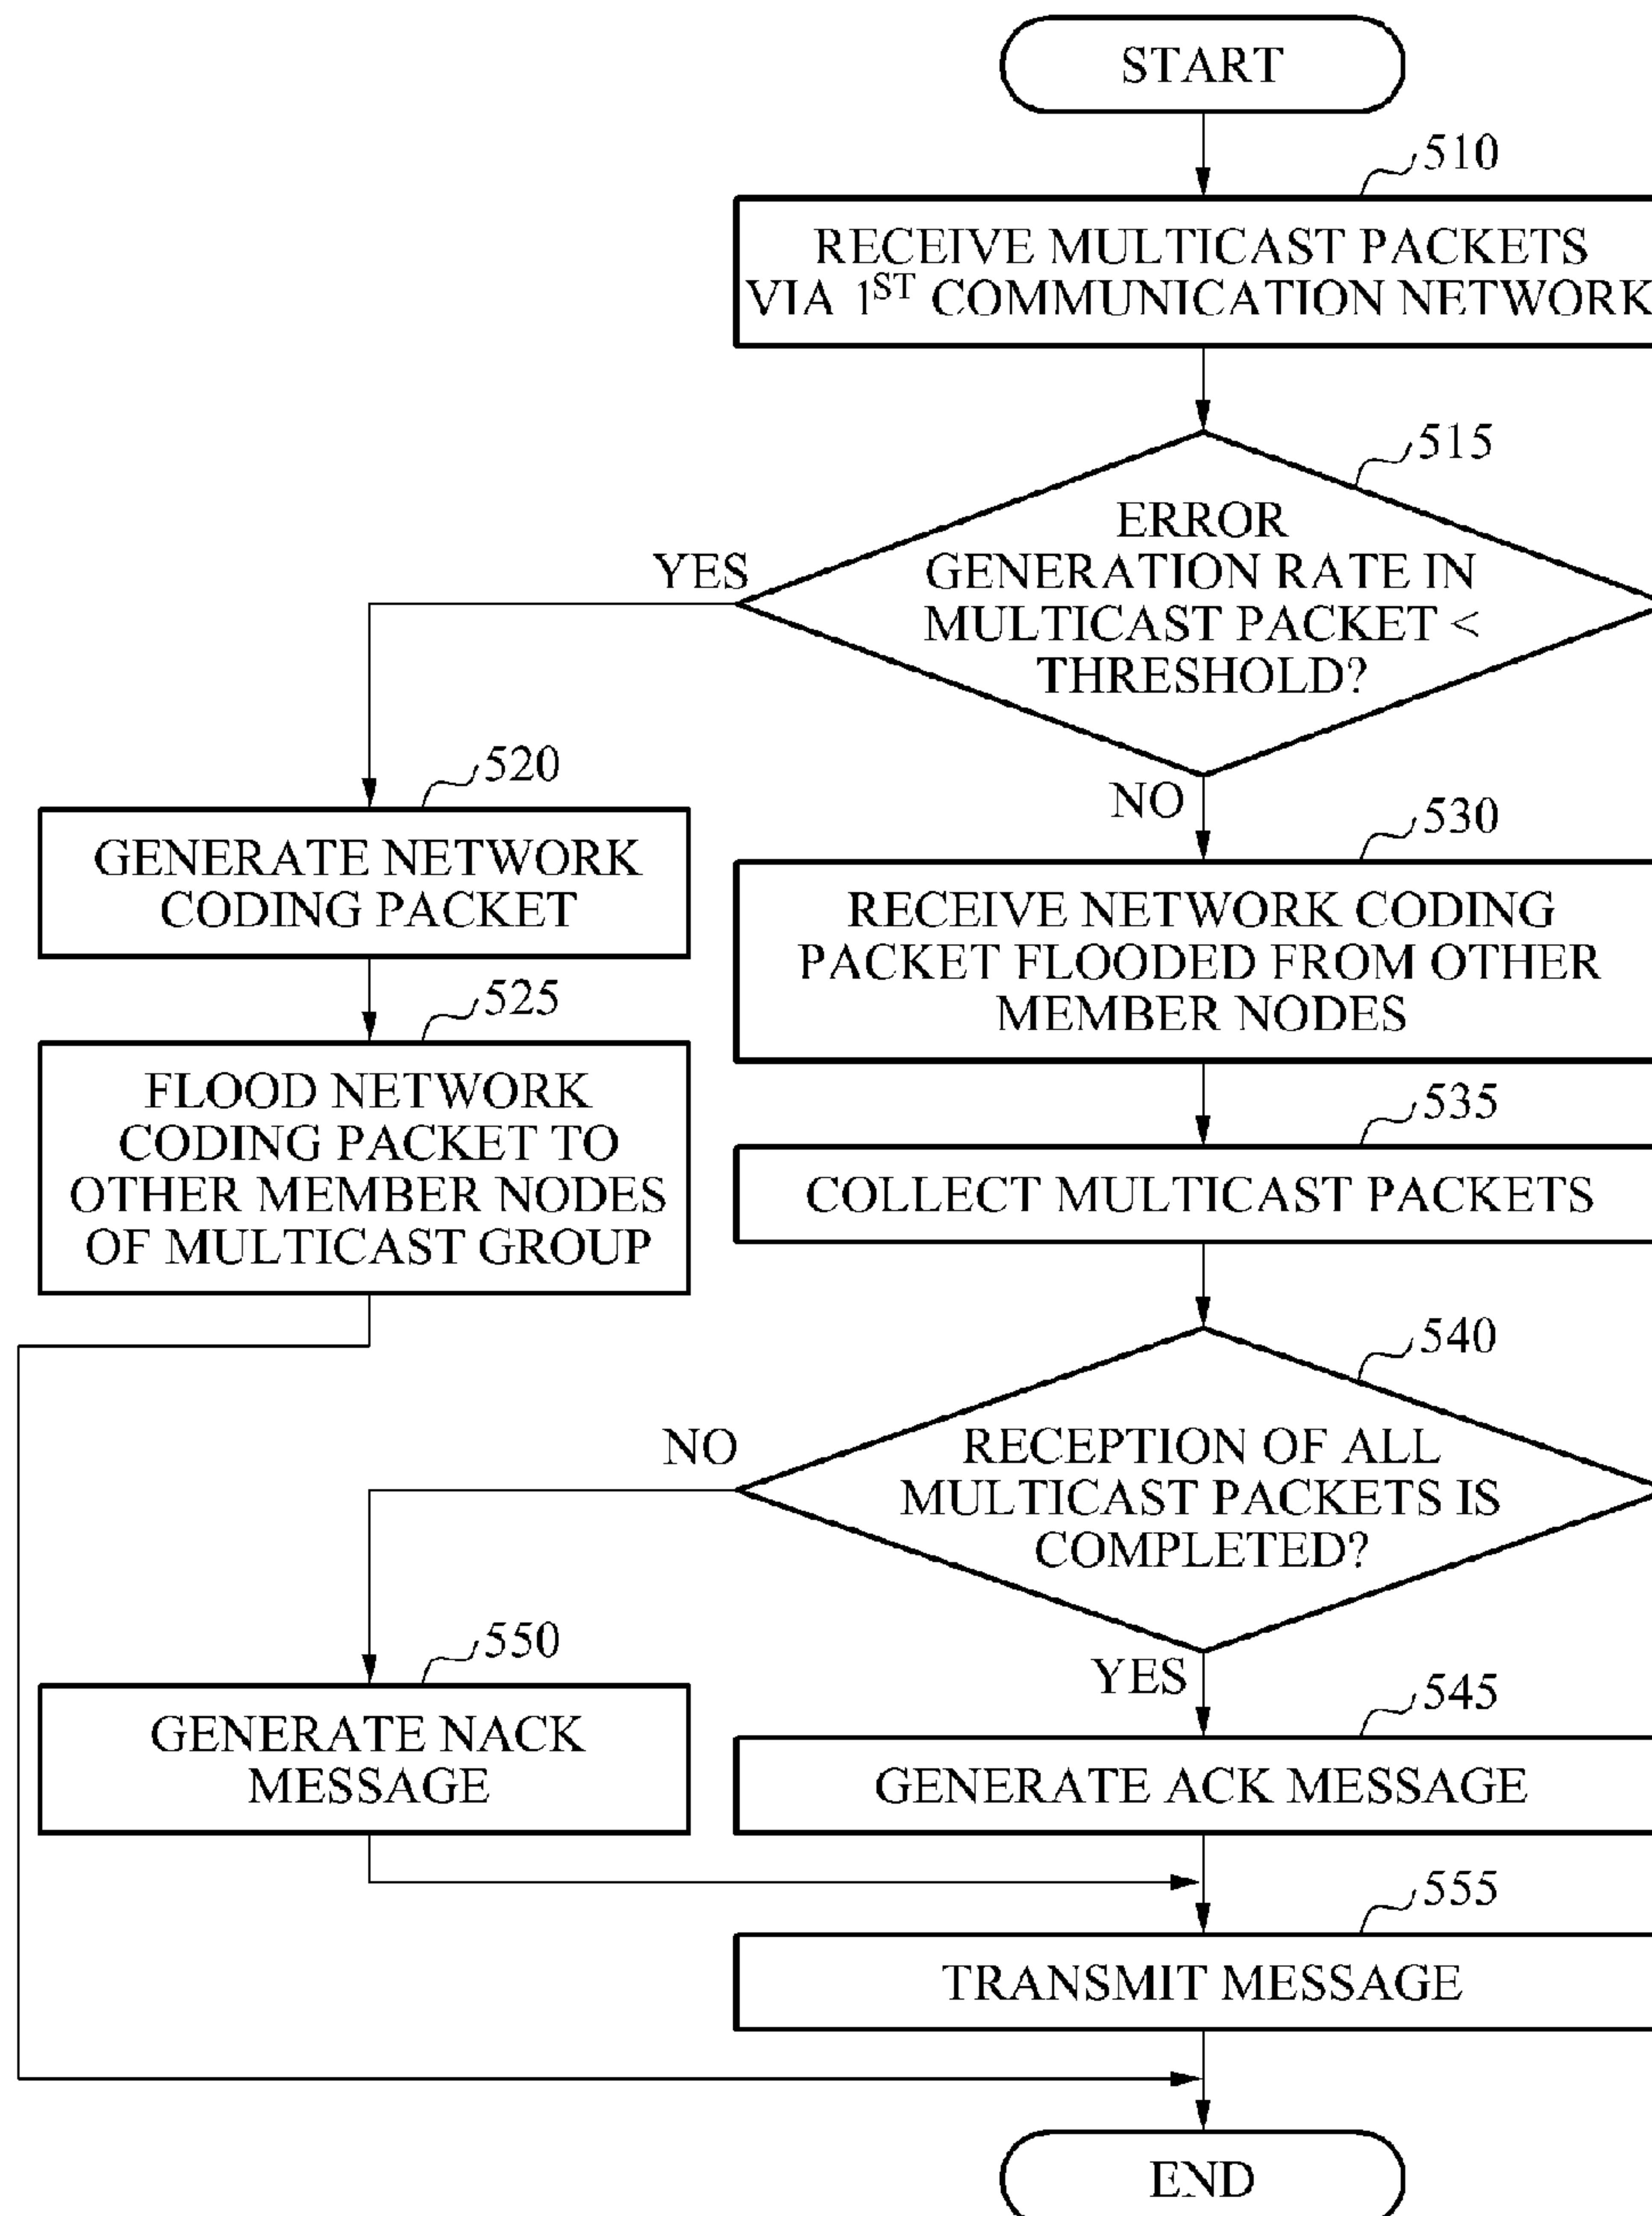 START
510
RECEIVE MULTICAST PACKETS
VIA 1ST COMMUNICATION NETWORK
515
ERROR
GENERATION RATE IN
MULTICAST PACKET <
THRESHOLD?
YES
NO
520
GENERATE NETWORK
CODING PACKET
525
FLOOD NETWORK
CODING PACKET TO
OTHER MEMBER NODES
OF MULTICAST GROUP
530
RECEIVE NETWORK CODING
PACKET FLOODED FROM OTHER
MEMBER NODES
535
COLLECT MULTICAST PACKETS
540
RECEPTION OF ALL
MULTICAST PACKETS IS
COMPLETED?
NO
YES
550
GENERATE NACK
MESSAGE
545
GENERATE ACK MESSAGE
555
TRANSMIT MESSAGE
END